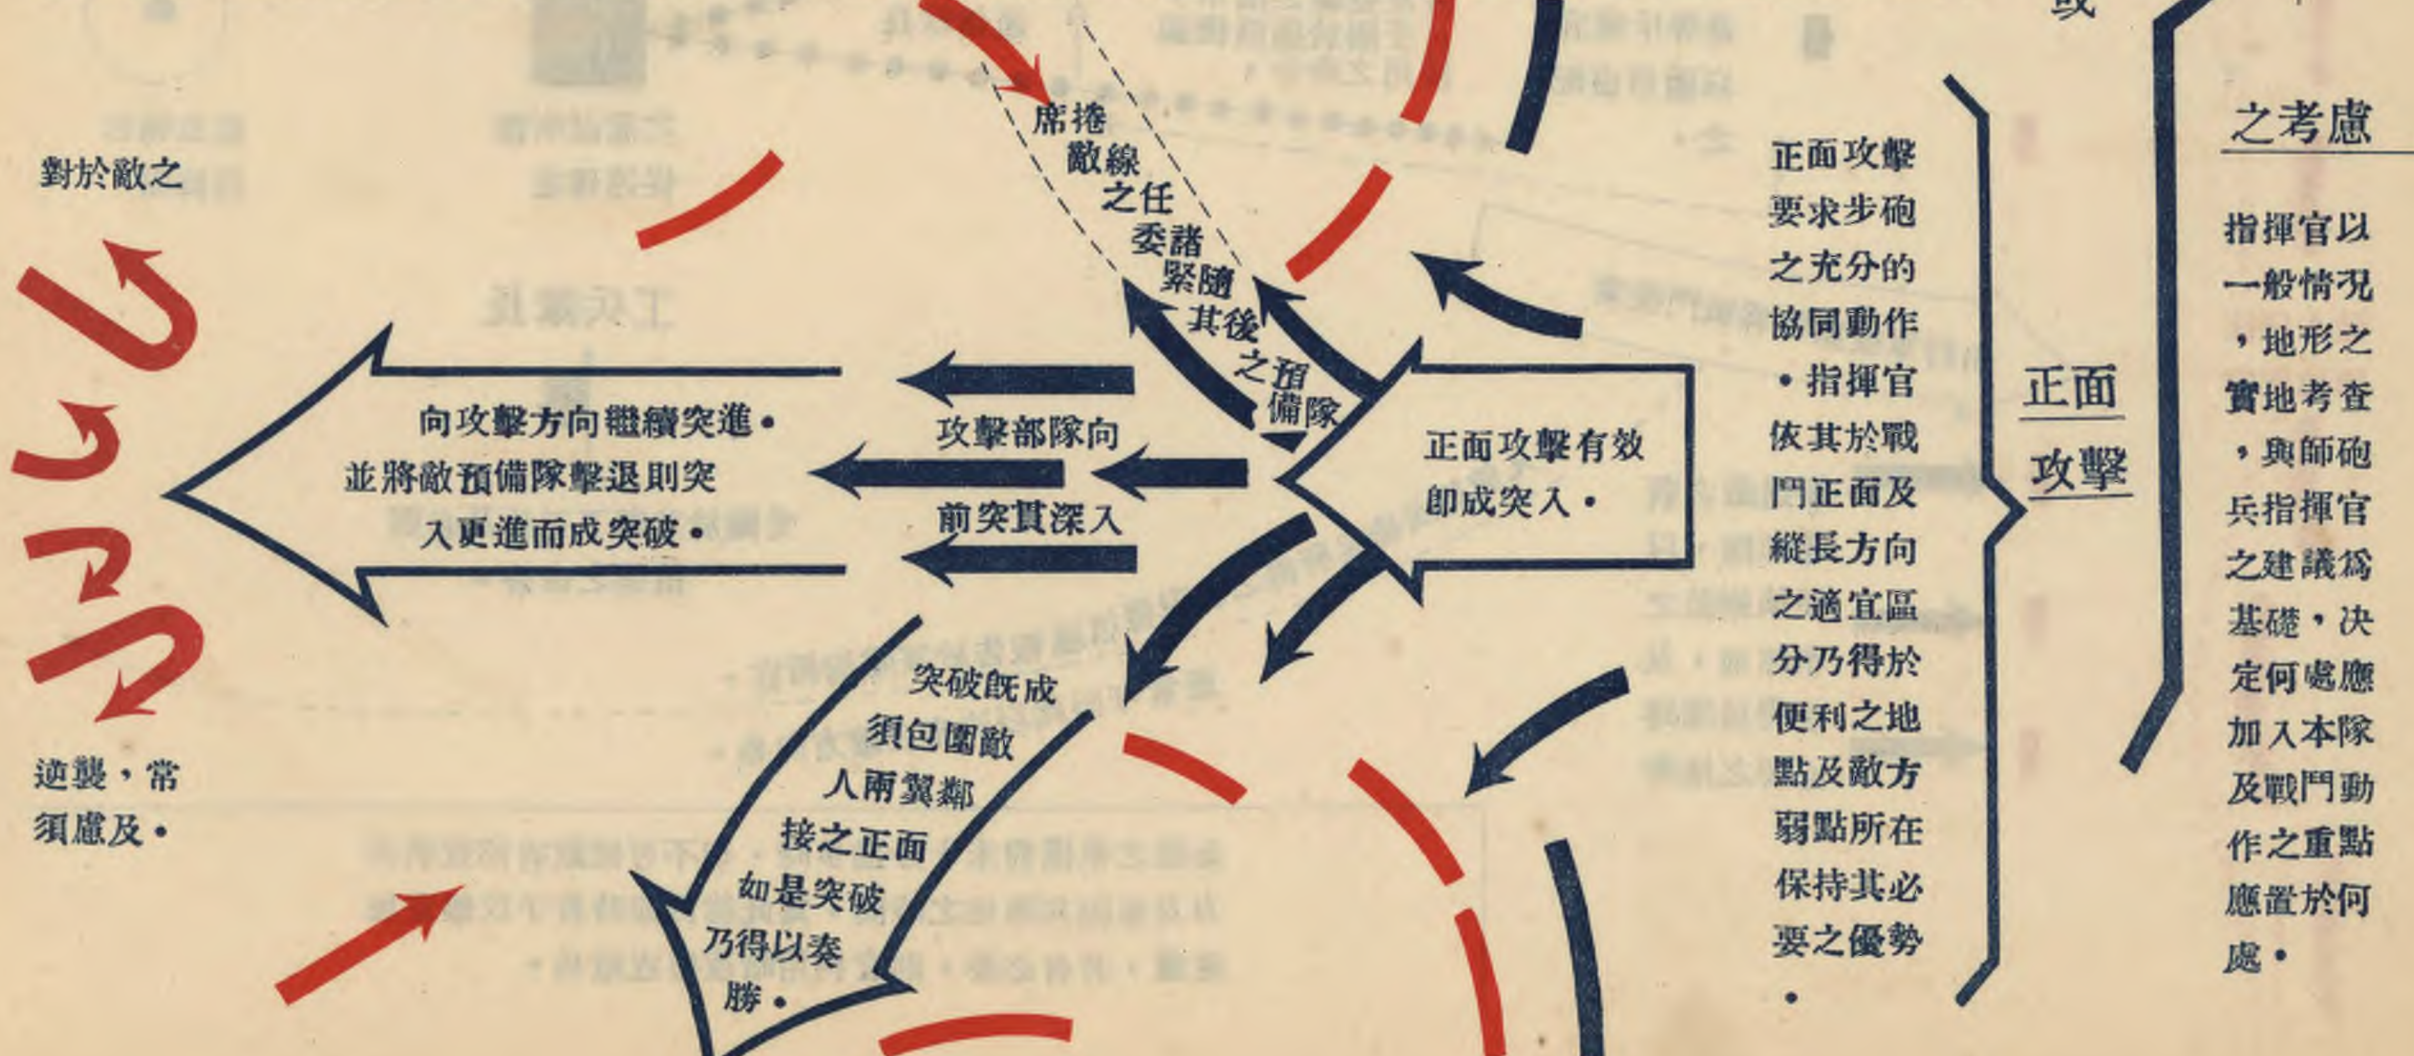 或
之考慮
指揮官以
一般情况
，地形之
實地考查
，與師砲
兵指揮官
之建議爲
基礎，决
定何處應
加入本隊
及戰鬥動
作之重點
應置於何
處・
正面
攻擊
正面攻擊
要求步砲
之充分的
協同動作
・指揮官
依其於戰
鬥正面及
縱長方向
之適宜區
分乃得於
便利之地
點及敵方
弱點所在
保持其必
要之優勢
・
正面攻擊有效
卽成突入・
席捲
敵線
之任
委諸
緊隨
其後
之預
備隊
攻擊部隊向
前突貫深入
向攻擊方向繼續突進・
並將敵預備隊擊退則突
入更進而成突破・
突破旣成
須包圍敵
人兩翼鄰
接之正面
如是突破
乃得以奏
勝・
對於敵之
逆襲，常
須慮及・